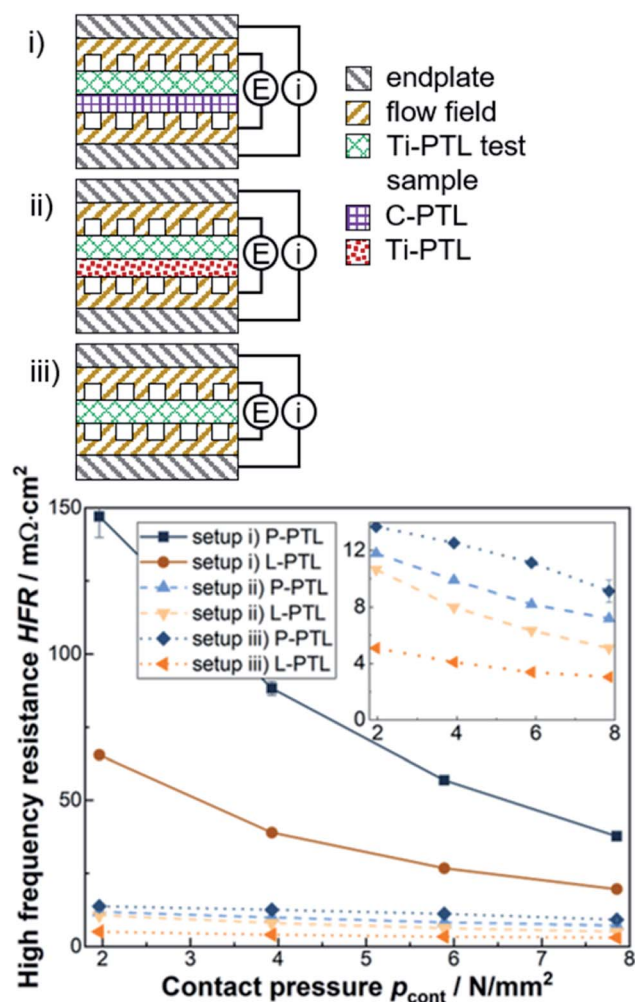 i)
E
i
endplate
flow field
Ti-PTL test
sample
C-PTL
Ti-PTL
ii)
E
i
iii)
E
i
High frequency resistance HFR / mΩ·cm²
150
100
50
0
setup i) P-PTL
setup i) L-PTL
setup ii) P-PTL
setup ii) L-PTL
setup iii) P-PTL
setup iii) L-PTL
12
8
4
0
2 4 6 8
2 3 4 5 6 7 8
Contact pressure p_cont / N/mm²